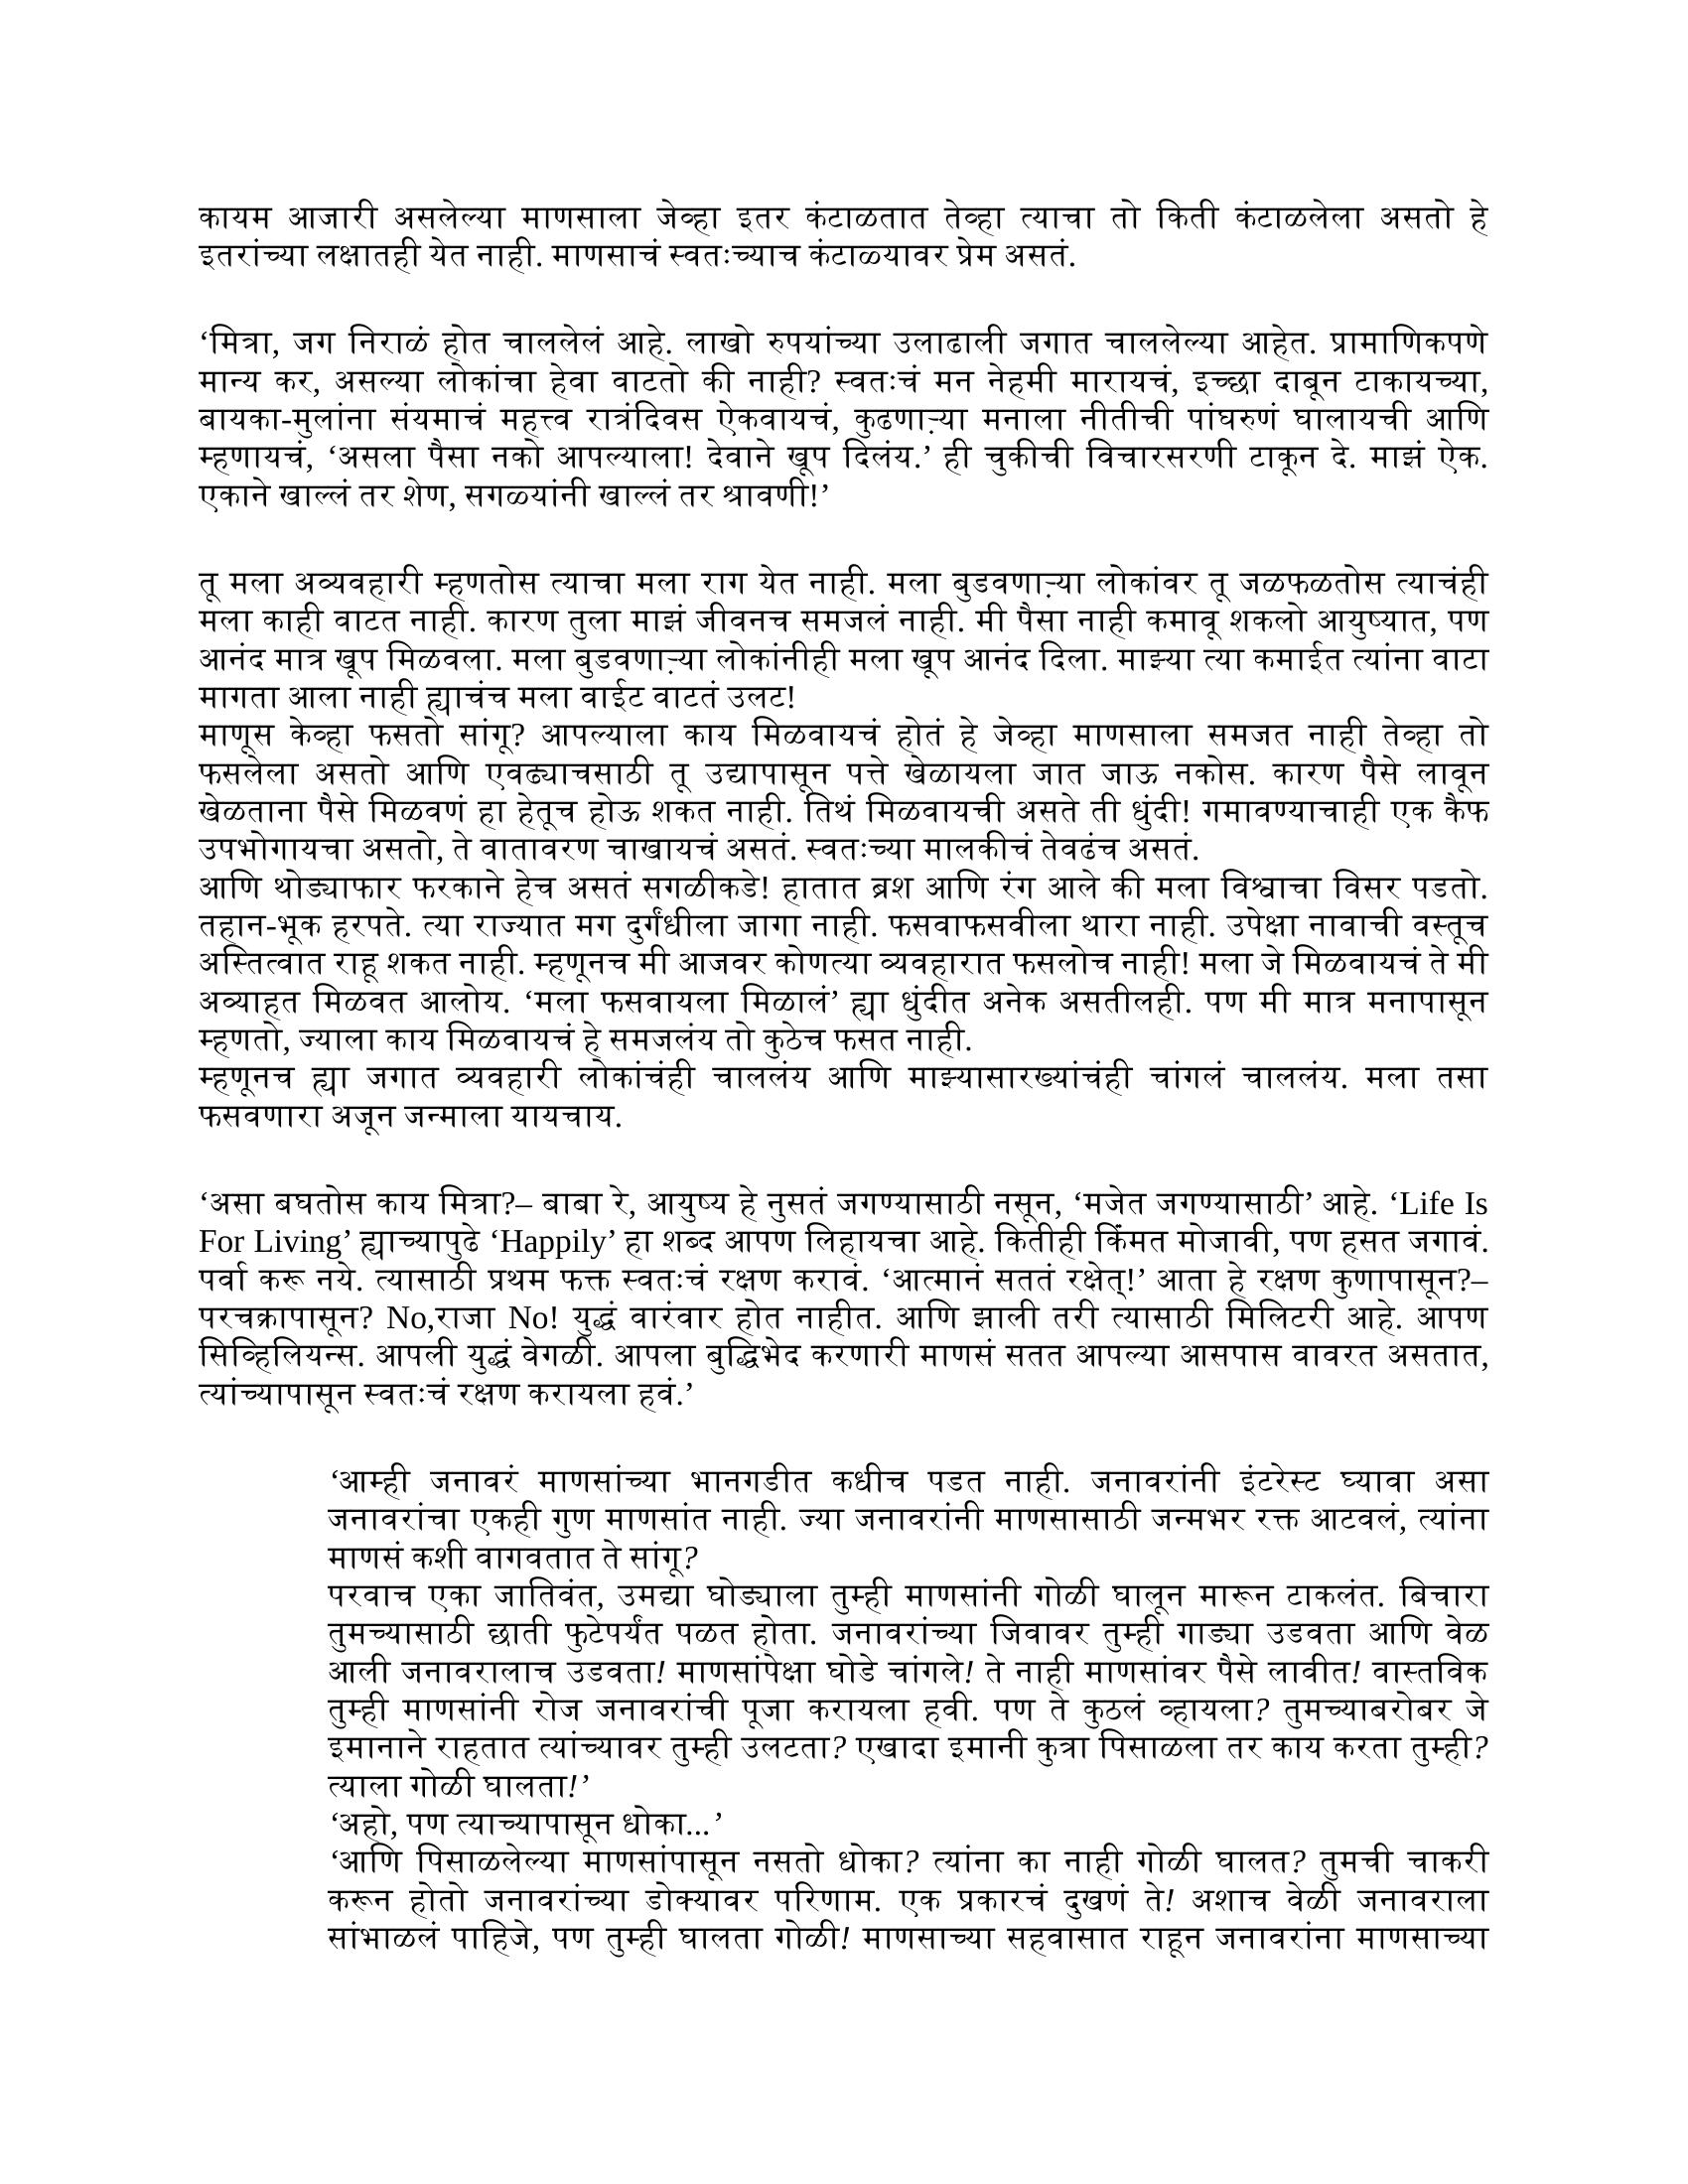 कायम आजारी असलेल्या माणसाला जेव्हा इतर कंटाळतात तेव्हा त्याचा तो किती कंटाळलेला असतो हे
इतरांच्या लक्षातही येत नाही. माणसाचं स्वतःच्याच कंटाळ्यावर प्रेम असतं.
‘मित्रा, जग निराळं होत चाललेलं आहे. लाखो रुपयांच्या उलाढाली जगात चाललेल्या आहेत. प्रामाणिकपणे
मान्य कर, असल्या लोकांचा हेवा वाटतो की नाही? स्वतःचं मन नेहमी मारायचं, इच्छा दाबून टाकायच्या,
बायका-मुलांना संयमाचं महत्त्व रात्रंदिवस ऐकवायचं, कुढणाऱ्या मनाला नीतीची पांघरुणं घालायची आणि
म्हणायचं, ‘असला पैसा नको आपल्याला! देवाने खूप दिलंय.’ ही चुकीची विचारसरणी टाकून दे. माझं ऐक.
एकाने खाल्लं तर शेण, सगळ्यांनी खाल्लं तर श्रावणी!’
तू मला अव्यवहारी म्हणतोस त्याचा मला राग येत नाही. मला बुडवणाऱ्या लोकांवर तू जळफळतोस त्याचंही
मला काही वाटत नाही. कारण तुला माझं जीवनच समजलं नाही. मी पैसा नाही कमावू शकलो आयुष्यात, पण
आनंद मात्र खूप मिळवला. मला बुडवणाऱ्या लोकांनीही मला खूप आनंद दिला. माझ्या त्या कमाईत त्यांना वाटा
मागता आला नाही ह्याचंच मला वाईट वाटतं उलट!
माणूस केव्हा फसतो सांगू? आपल्याला काय मिळवायचं होतं हे जेव्हा माणसाला समजत नाही तेव्हा तो
फसलेला असतो आणि एवढ्याचसाठी तू उद्यापासून पत्ते खेळायला जात जाऊ नकोस. कारण पैसे लावून
खेळताना पैसे मिळवणं हा हेतूच होऊ शकत नाही. तिथं मिळवायची असते ती धुंदी! गमावण्याचाही एक कैफ
उपभोगायचा असतो, ते वातावरण चाखायचं असतं. स्वतःच्या मालकीचं तेवढंच असतं.
आणि थोड्याफार फरकाने हेच असतं सगळीकडे! हातात ब्रश आणि रंग आले की मला विश्वाचा विसर पडतो.
तहान-भूक हरपते. त्या राज्यात मग दुर्गंधीला जागा नाही. फसवाफसवीला थारा नाही. उपेक्षा नावाची वस्तूच
अस्तित्वात राहू शकत नाही. म्हणूनच मी आजवर कोणत्या व्यवहारात फसलोच नाही! मला जे मिळवायचं ते मी
अव्याहत मिळवत आलोय. ‘मला फसवायला मिळालं’ ह्या धुंदीत अनेक असतीलही. पण मी मात्र मनापासून
म्हणतो, ज्याला काय मिळवायचं हे समजलंय तो कुठेच फसत नाही.
म्हणूनच ह्या जगात व्यवहारी लोकांचंही चाललंय आणि माझ्यासारख्यांचंही चांगलं चाललंय. मला तसा
फसवणारा अजून जन्माला यायचाय.
‘असा बघतोस काय मित्रा?– बाबा रे, आयुष्य हे नुसतं जगण्यासाठी नसून, ‘मजेत जगण्यासाठी’ आहे. ‘Life Is
For Living’ ह्याच्यापुढे ‘Happily’ हा शब्द आपण लिहायचा आहे. कितीही किंमत मोजावी, पण हसत जगावं.
पर्वा करू नये. त्यासाठी प्रथम फक्त स्वतःचं रक्षण करावं. ‘आत्मानं सततं रक्षेत्!’ आता हे रक्षण कुणापासून?–
परचक्रापासून? No,राजा No! युद्धं वारंवार होत नाहीत. आणि झाली तरी त्यासाठी मिलिटरी आहे. आपण
सिव्हिलियन्स. आपली युद्धं वेगळी. आपला बुद्धिभेद करणारी माणसं सतत आपल्या आसपास वावरत असतात,
त्यांच्यापासून स्वतःचं रक्षण करायला हवं.’
‘आम्ही जनावरं माणसांच्या भानगडीत कधीच पडत नाही. जनावरांनी इंटरेस्ट घ्यावा असा
जनावरांचा एकही गुण माणसांत नाही. ज्या जनावरांनी माणसासाठी जन्मभर रक्त आटवलं, त्यांना
माणसं कशी वागवतात ते सांगू?
परवाच एका जातिवंत, उमद्या घोड्याला तुम्ही माणसांनी गोळी घालून मारून टाकलंत. बिचारा
तुमच्यासाठी छाती फुटेपर्यंत पळत होता. जनावरांच्या जिवावर तुम्ही गाड्या उडवता आणि वेळ
आली जनावरालाच उडवता! माणसांपेक्षा घोडे चांगले! ते नाही माणसांवर पैसे लावीत! वास्तविक
तुम्ही माणसांनी रोज जनावरांची पूजा करायला हवी. पण ते कुठलं व्हायला? तुमच्याबरोबर जे
इमानाने राहतात त्यांच्यावर तुम्ही उलटता? एखादा इमानी कुत्रा पिसाळला तर काय करता तुम्ही?
त्याला गोळी घालता!’
‘अहो, पण त्याच्यापासून धोका...’
‘आणि पिसाळलेल्या माणसांपासून नसतो धोका? त्यांना का नाही गोळी घालत? तुमची चाकरी
करून होतो जनावरांच्या डोक्यावर परिणाम. एक प्रकारचं दुखणं ते! अशाच वेळी जनावराला
सांभाळलं पाहिजे, पण तुम्ही घालता गोळी! माणसाच्या सहवासात राहून जनावरांना माणसाच्या